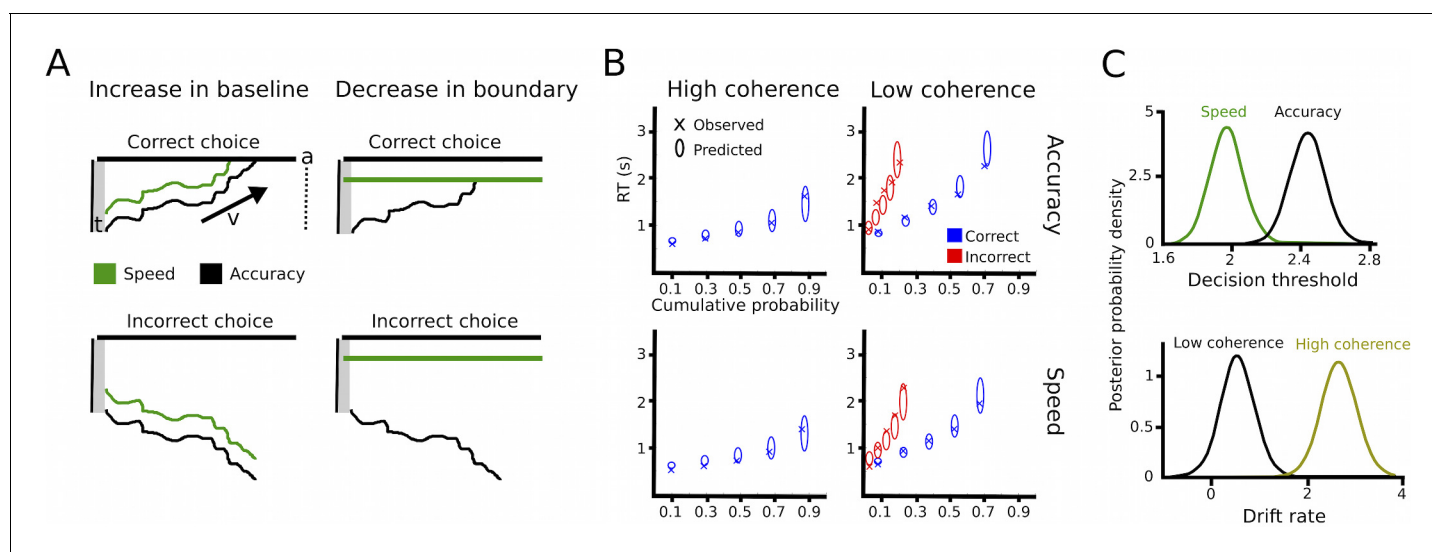 A
Increase in baseline
Decrease in boundary
Correct choice
a
t
v
Speed
Accuracy
Incorrect choice
Incorrect choice
B
High coherence
Low coherence
RT (s)
3
2
1
Observed
Predicted
0.1 0.3 0.5 0.7 0.9
3
2
1
Correct
Incorrect
0.1 0.3 0.5 0.7 0.9
Accuracy
Cumulative probability
3
2
1
0.1 0.3 0.5 0.7 0.9
3
2
1
0.1 0.3 0.5 0.7 0.9
Speed
C
Posterior probability density
Speed
Accuracy
5
2.5
0
1.6 2 2.4 2.8
Decision threshold
Low coherence
High coherence
1
0.5
0
0 2 4
Drift rate